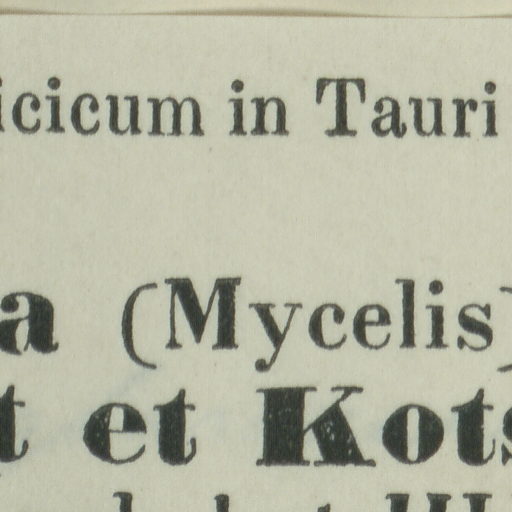 icicum in Tauri
a (Mycelis)
t et Kots